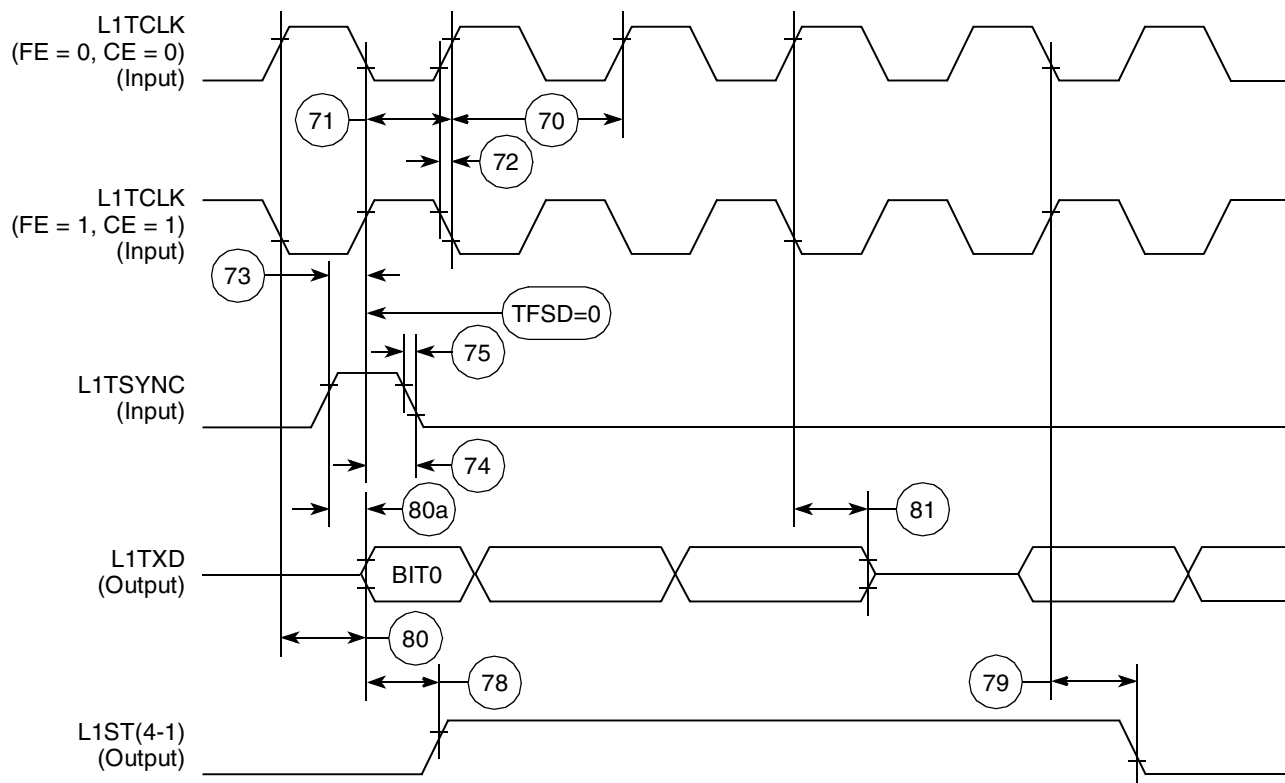 L1TCLK
(FE = 0, CE = 0)
(Input)
71
70
72
L1TCLK
(FE = 1, CE = 1)
(Input)
73
TFSD=0
75
L1TSYNC
(Input)
74
80a
81
L1TXD
(Output)
BIT0
80
78
79
L1ST(4-1)
(Output)